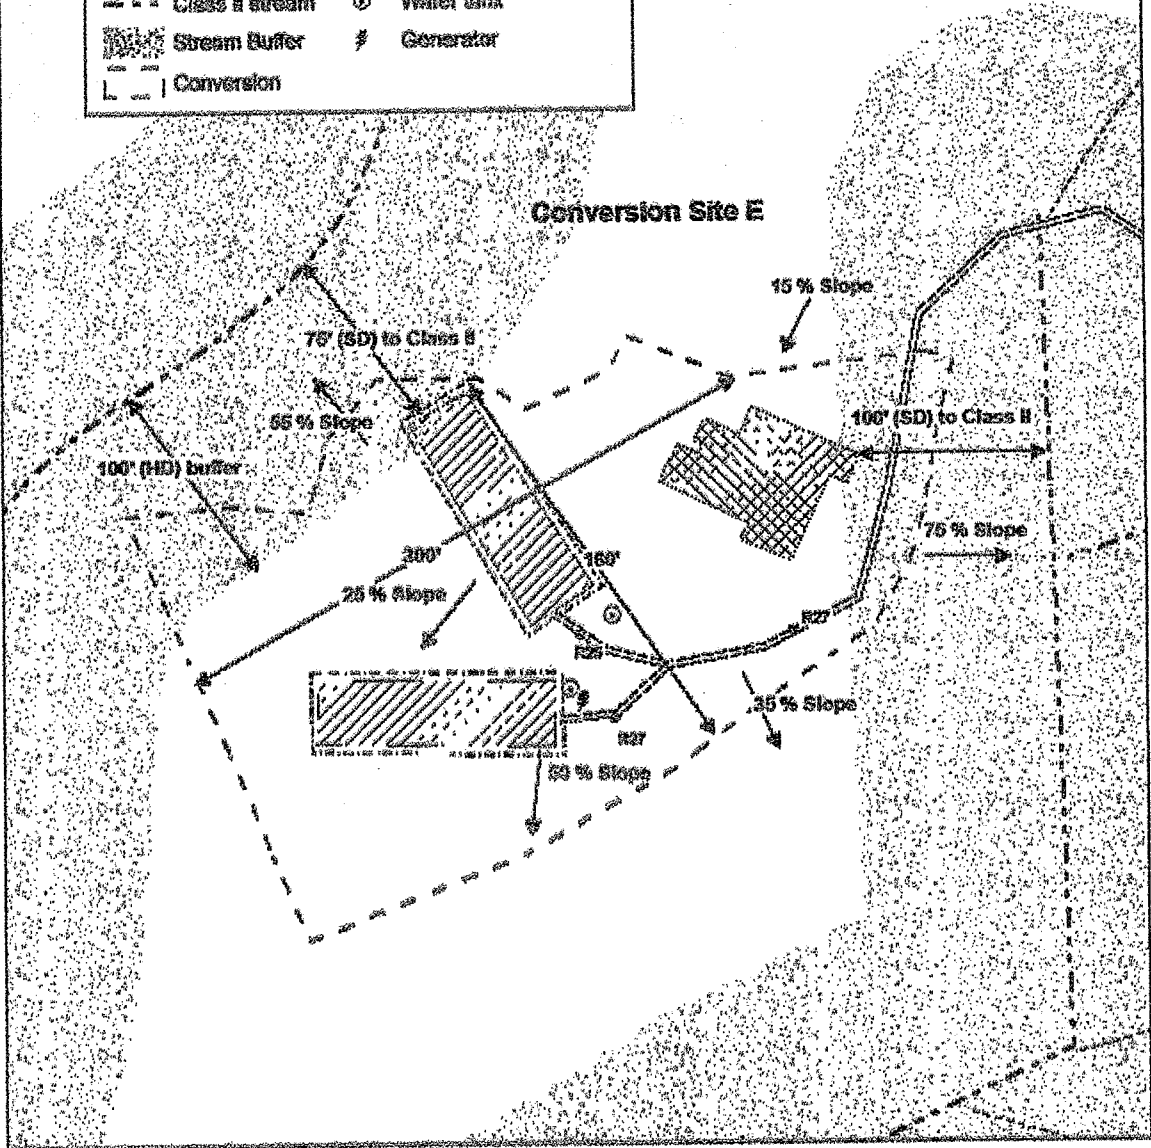 Class II stream
Water tank
Stream Buffer
Generator
Conversion
Conversion Site E
15 % Slope
75' (SD) to Class II
55 % Slope
100' (SD) to Class II
100' (HD) buffer
75 % Slope
300'
160'
25 % Slope
R27
35 % Slope
R27
50 % Slope